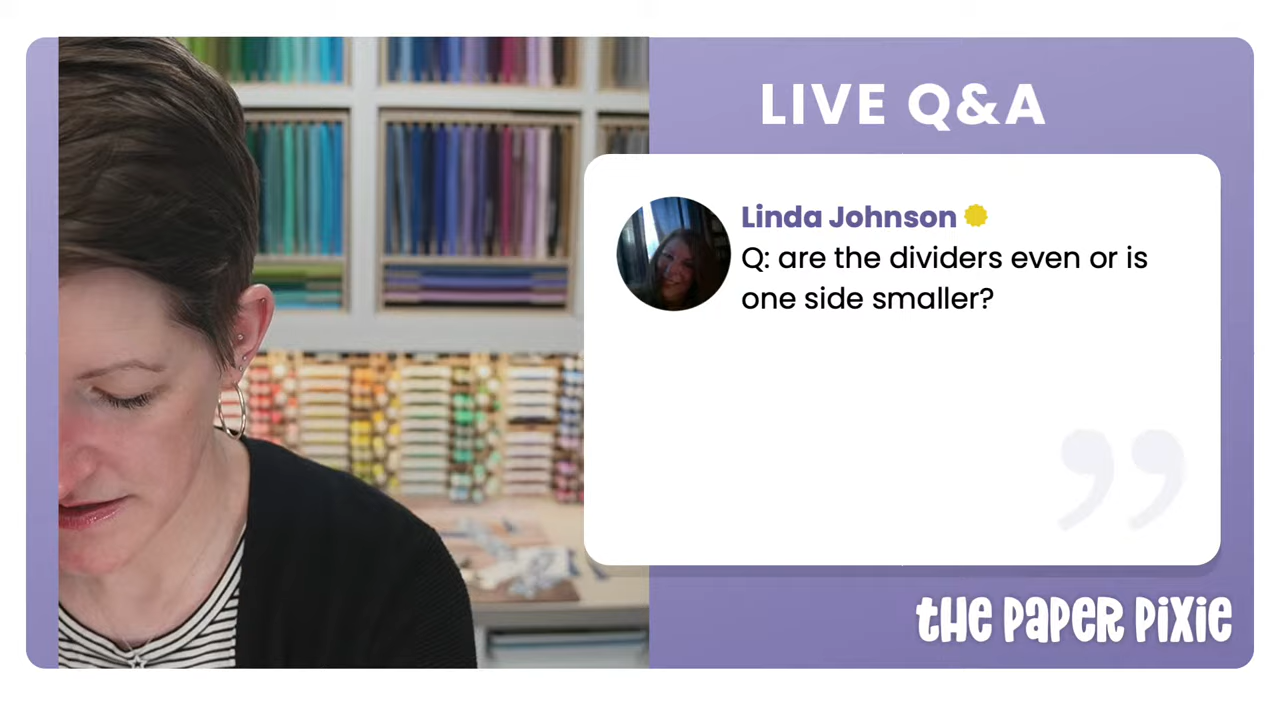 LIVE Q&A
Linda Johnson
Q: are the dividers even or is
one side smaller?
the PAPER PiXiE